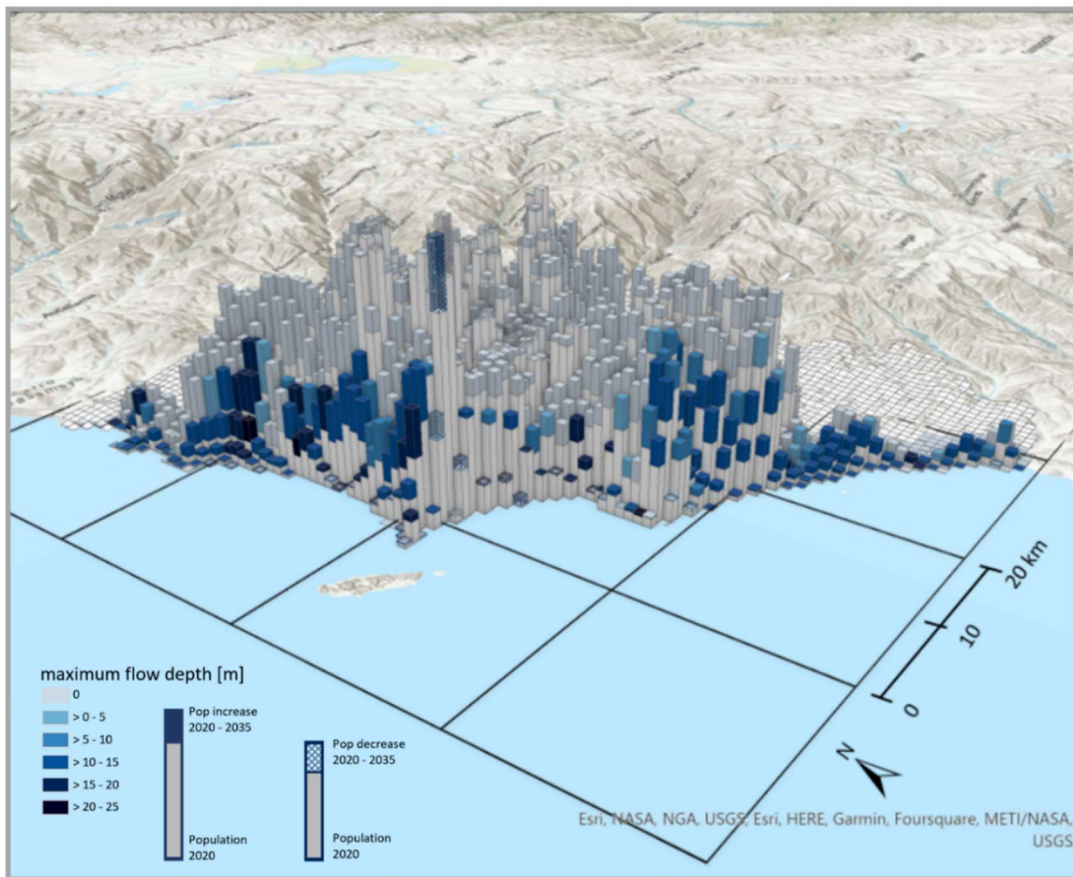 maximum flow depth [m]
0
> 0 - 5
> 5 - 10
> 10 - 15
> 15 - 20
> 20 - 25
Pop increase
2020 - 2035
Population
2020
Pop decrease
2020 - 2035
Population
2020
20 km
10
0
N
Esri, NASA, NGA, USGS, Esri, HERE, Garmin, Foursquare, METI/NASA,
USGS